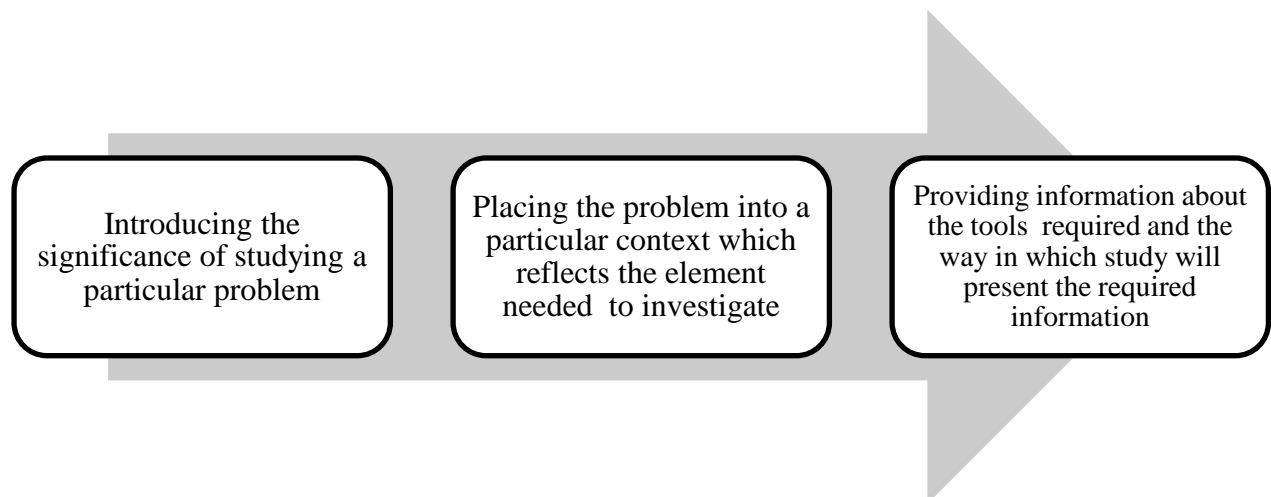 Introducing the
significance of studying a
particular problem
Placing the problem into a
particular context which
reflects the element
needed to investigate
Providing information about
the tools required and the
way in which study will
present the required
information